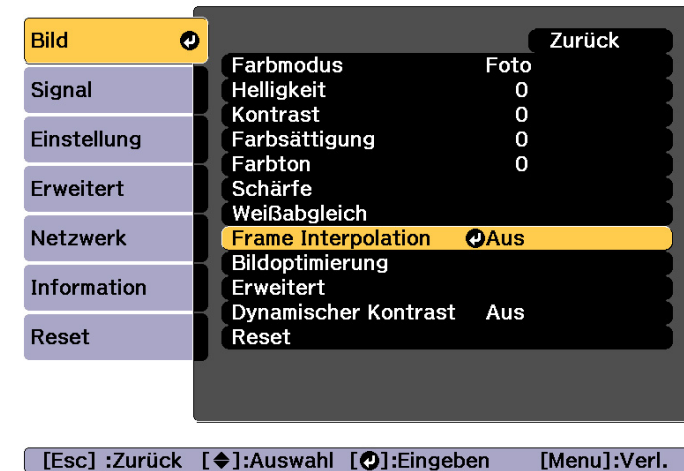 Bild
Signal
Einstellung
Erweitert
Netzwerk
Information
Reset
Zurück
Farbmodus Foto
Helligkeit 0
Kontrast 0
Farbsättigung 0
Farbton 0
Schärfe
Weißabgleich
Frame Interpolation Aus
Bildoptimierung
Erweitert
Dynamischer Kontrast Aus
Reset
[Esc] :Zurück [◆]:Auswahl [↵]:Eingeben [Menu]:Verl.